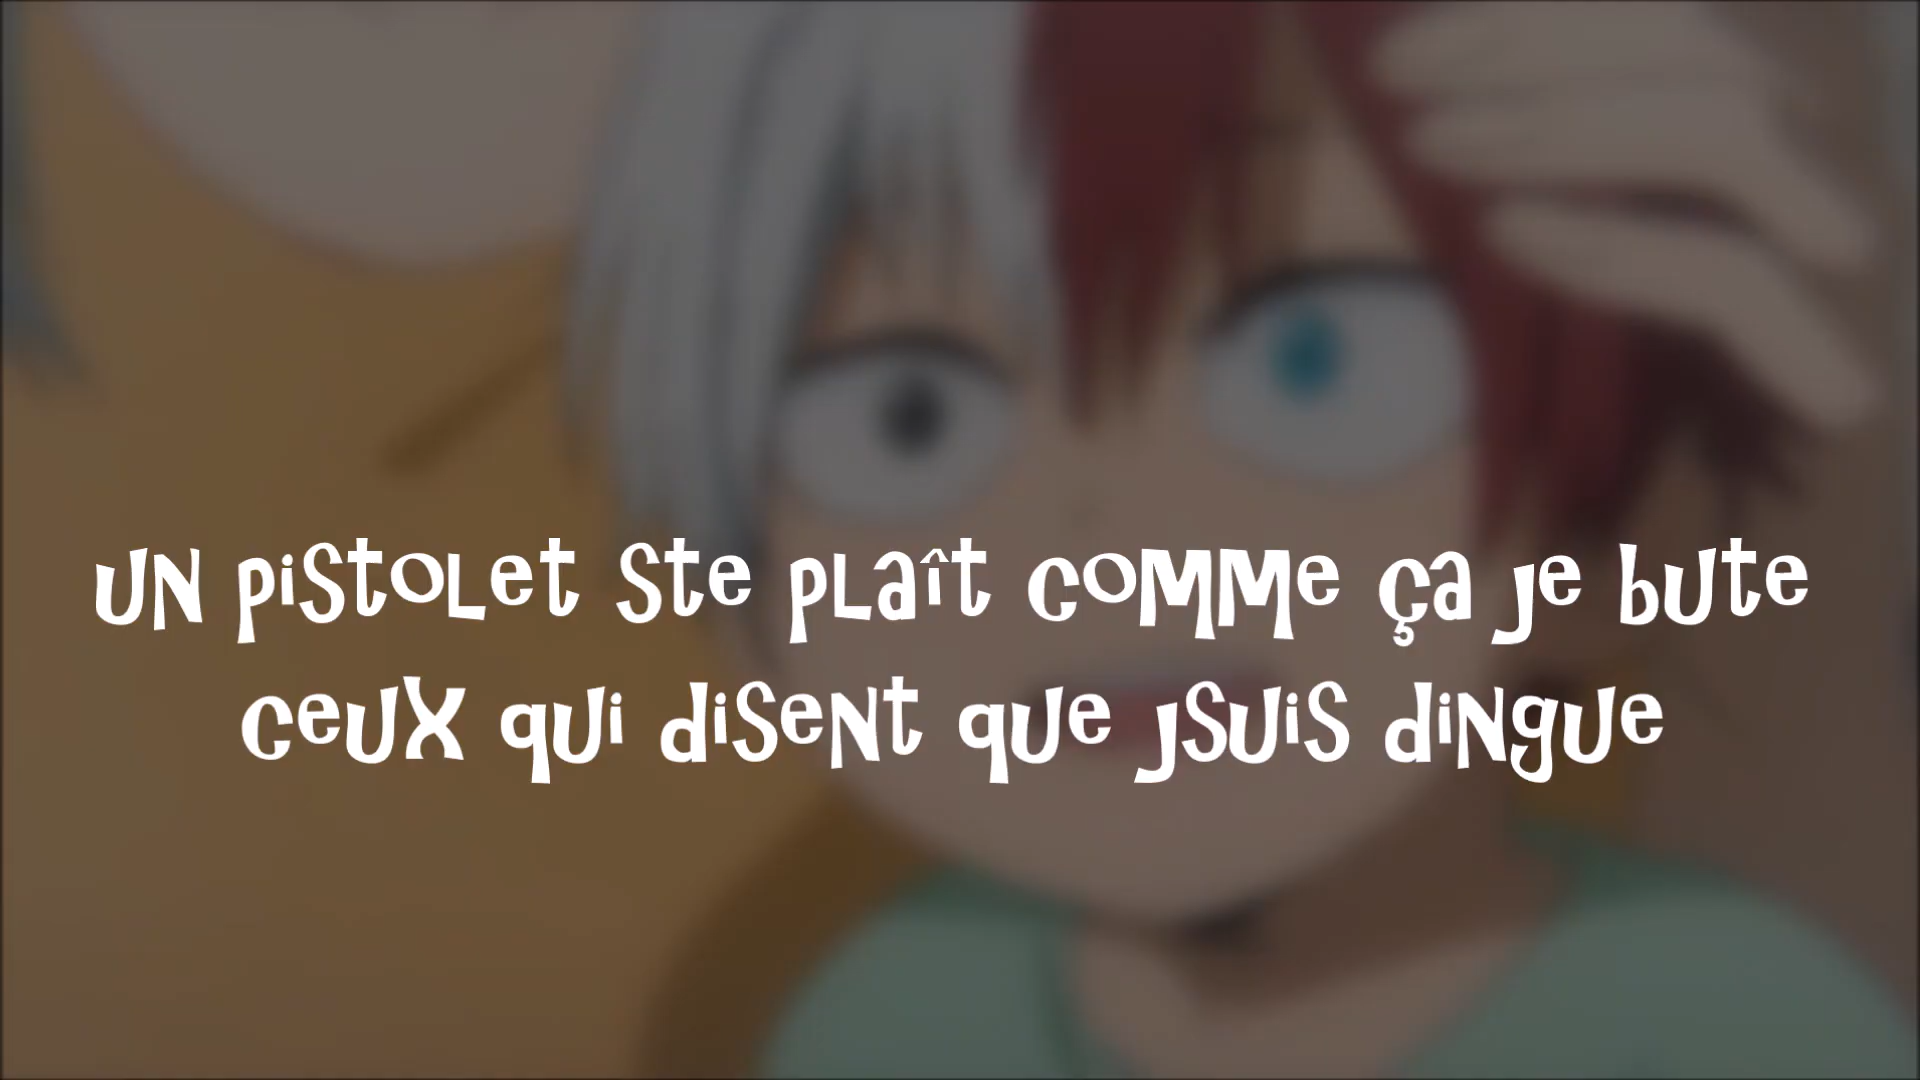 un pistolet ste plaît comme ça je bute
ceux qui disent que jsuis dingue